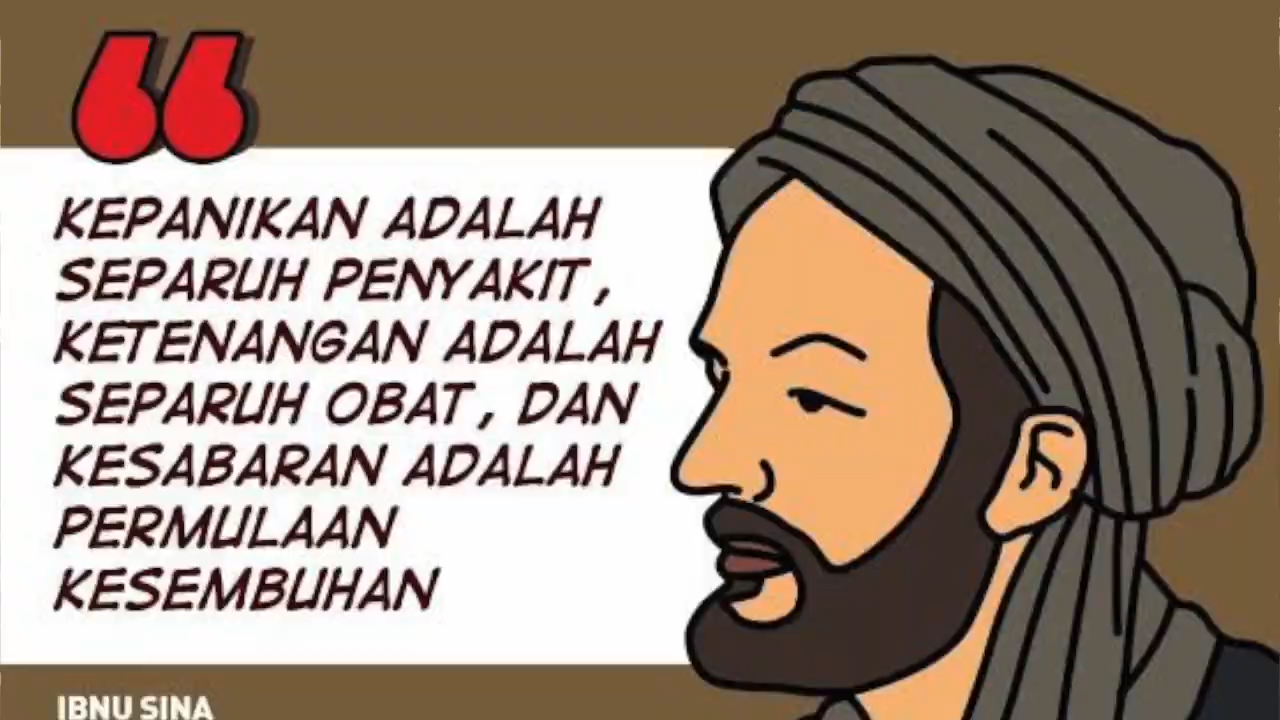 KEPANIKAN ADALAH
SEPARUH PENYAKIT,
KETENANGAN ADALAH
SEPARUH OBAT, DAN
KESABARAN ADALAH
PERMULAAN
KESEMBUHAN
IBNU SINA